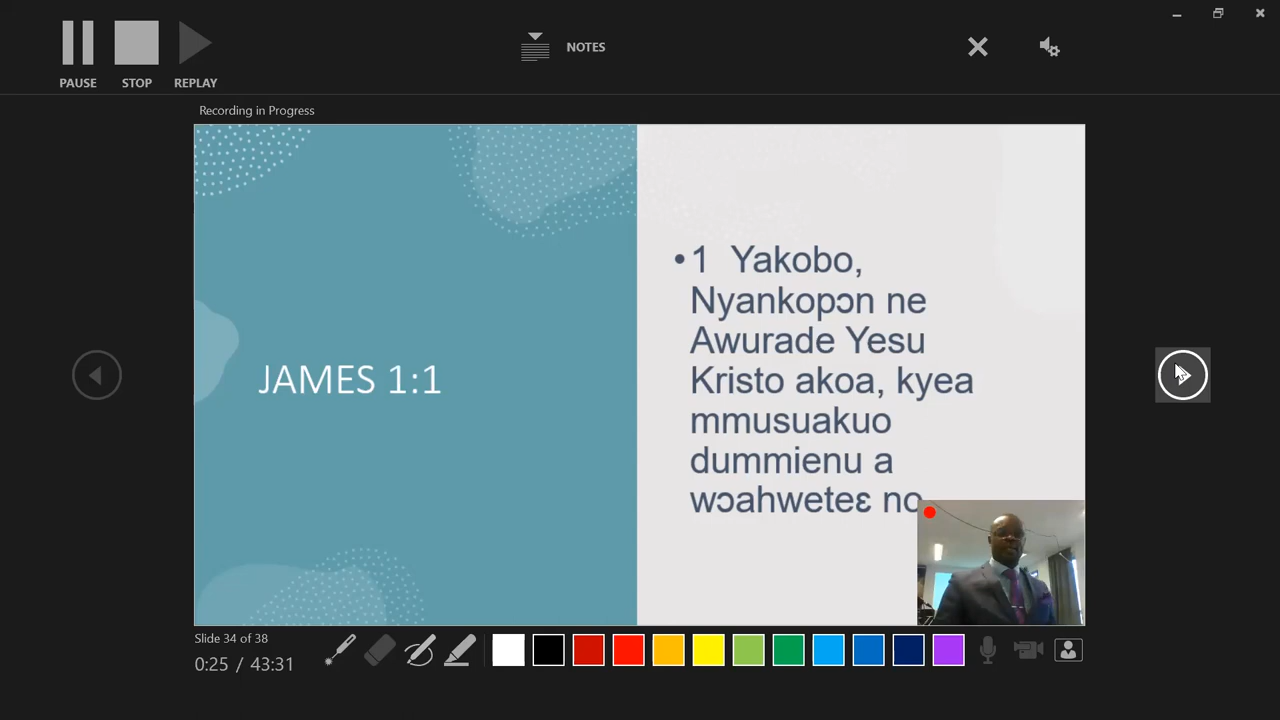 PAUSE STOP REPLAY
NOTES
Recording in Progress
JAMES 1:1
•1 Yakobo,
Nyankopɔn ne
Awurade Yesu
Kristo akoa, kyea
mmusuakuo
dummienu a
wɔahweteɛ no
Slide 34 of 38
0:25 / 43:31